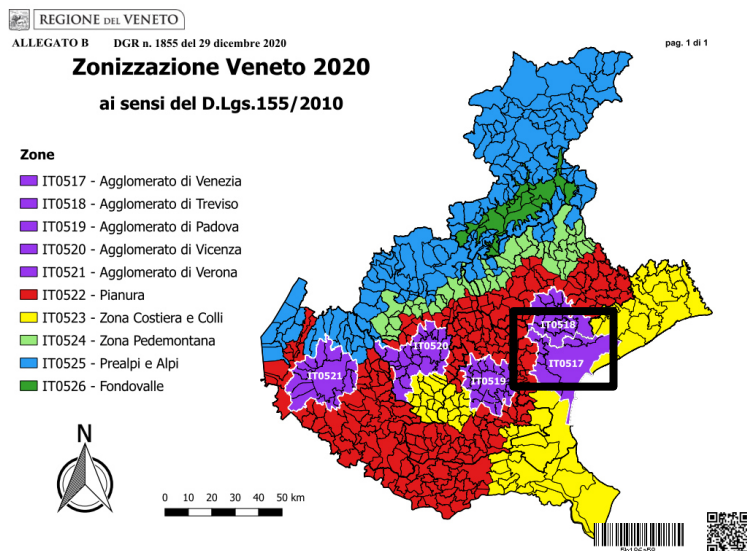 REGIONE DEL VENETO
ALLEGATO B DGR n. 1855 del 29 dicembre 2020 pag. 1 di 1
Zonizzazione Veneto 2020
ai sensi del D.Lgs.155/2010
Zone
IT0517 - Agglomerato di Venezia
IT0518 - Agglomerato di Treviso
IT0519 - Agglomerato di Padova
IT0520 - Agglomerato di Vicenza
IT0521 - Agglomerato di Verona
IT0522 - Pianura
IT0523 - Zona Costiera e Colli
IT0524 - Zona Pedemontana
IT0525 - Prealpi e Alpi
IT0526 - Fondovalle
IT0518
IT0520
IT0517
IT0521
IT0519
N
0 10 20 30 40 50 km